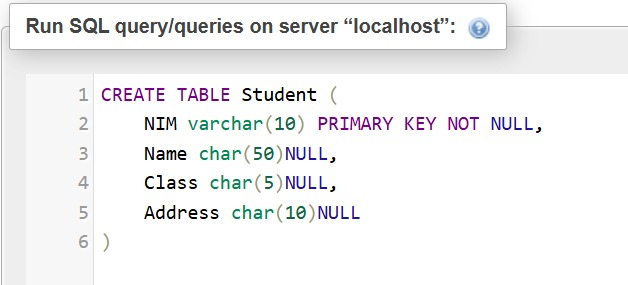 Run SQL query/queries on server “localhost”:
1 CREATE TABLE Student (
2 NIM varchar(10) PRIMARY KEY NOT NULL,
3 Name char(50)NULL,
4 Class char(5)NULL,
5 Address char(10)NULL
6 )